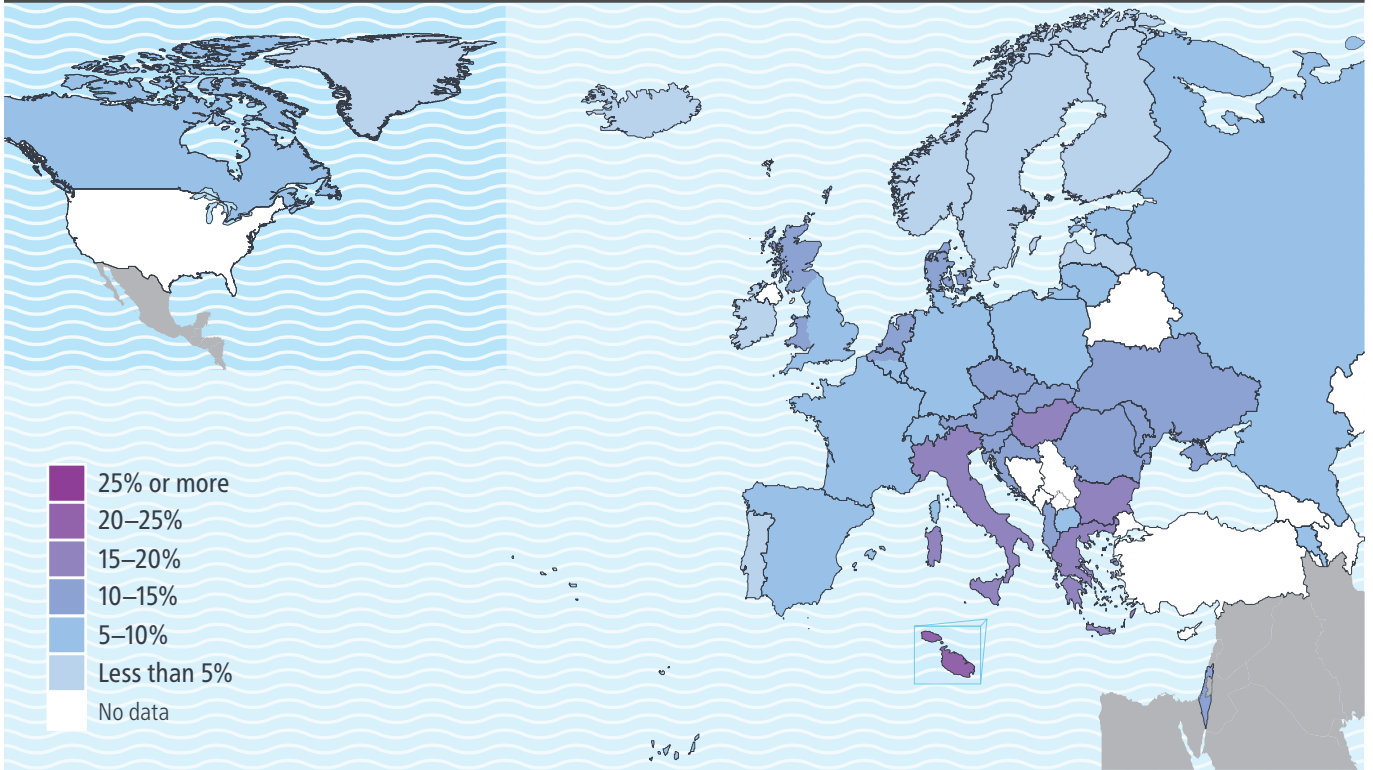 25% or more
20–25%
15–20%
10–15%
5–10%
Less than 5%
No data